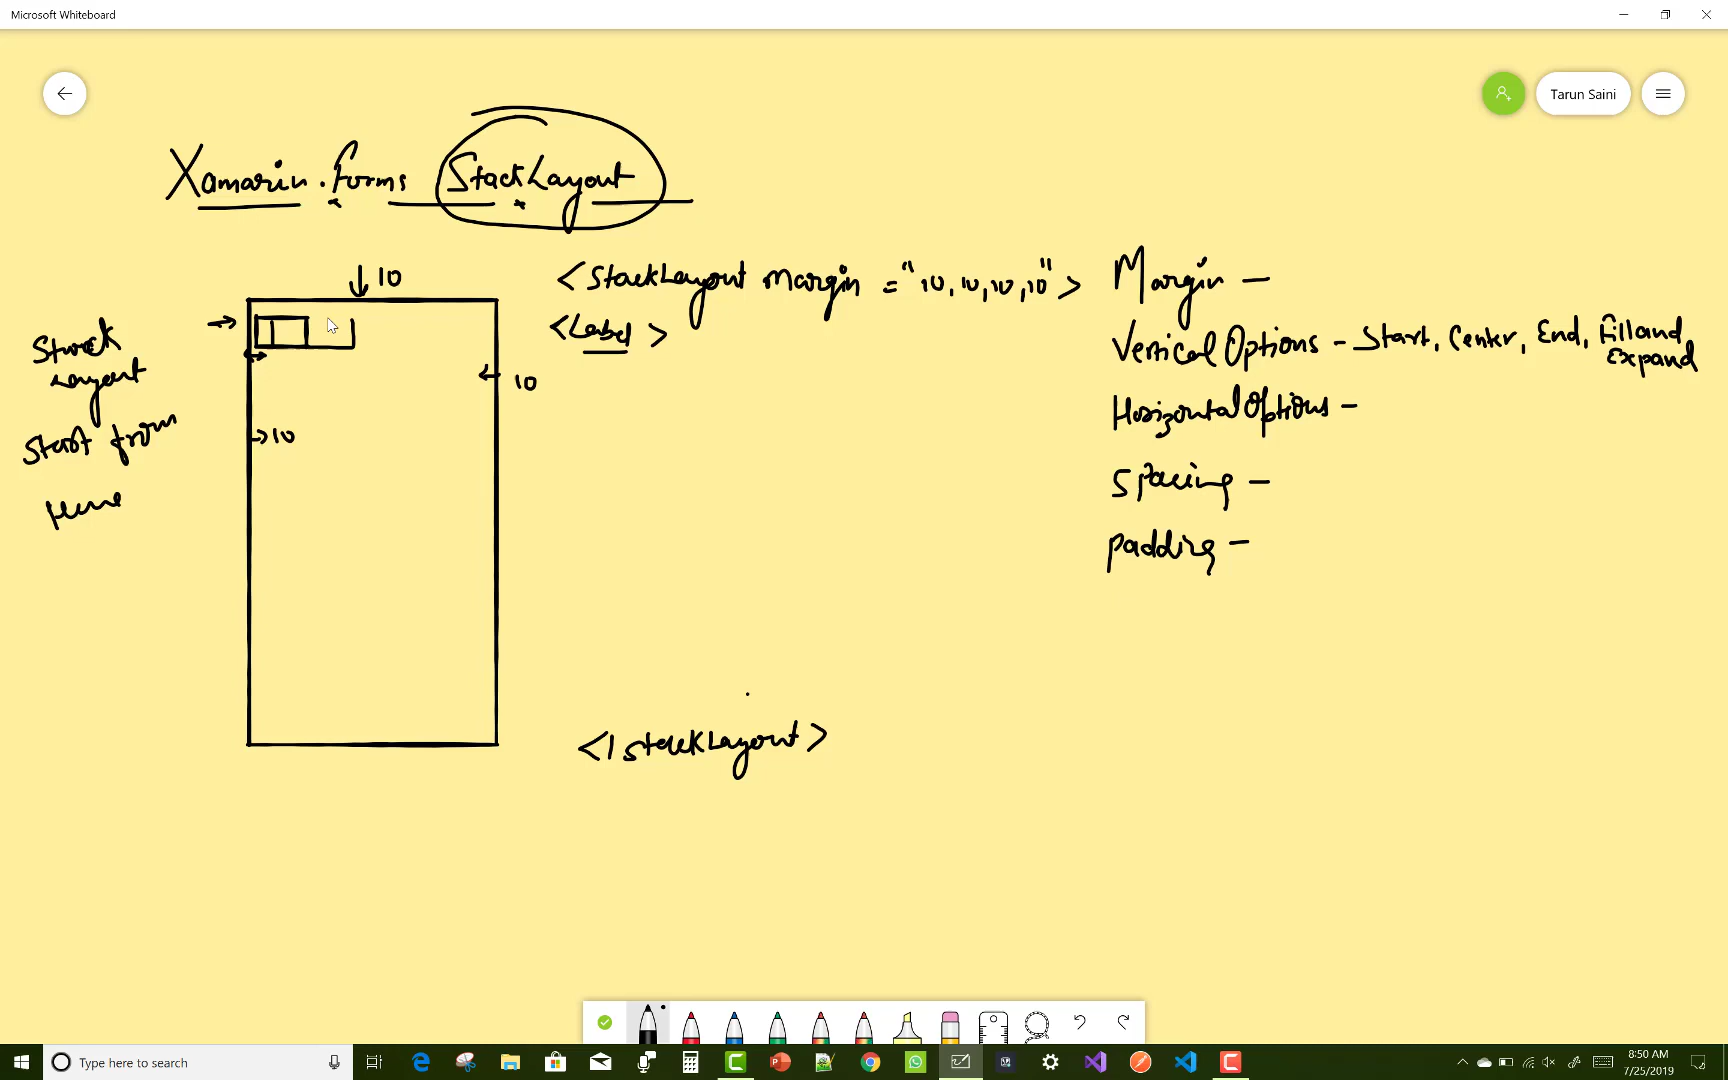 Microsoft Whiteboard
Tarun Saini
Xamarin.Forms StackLayout
10
<StackLayout Margin = "10,10,10,10">
Margin -
<Label>
Stack
Layout
Start from
Here
10
10
Vertical Options - Start, Center, End, Fill and
Expand
Horizontal Options -
Spacing -
padding -
</StackLayout>
Type here to search
8:50 AM
7/25/2019